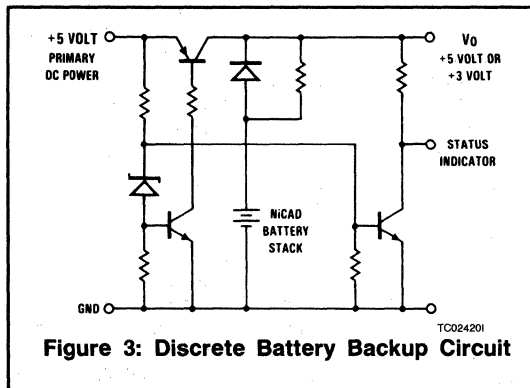 +5 VOLT
PRIMARY
DC POWER
VO
+5 VOLT OR
+3 VOLT
STATUS
INDICATOR
NiCAD
BATTERY
STACK
GND
TC02420I
Figure 3: Discrete Battery Backup Circuit